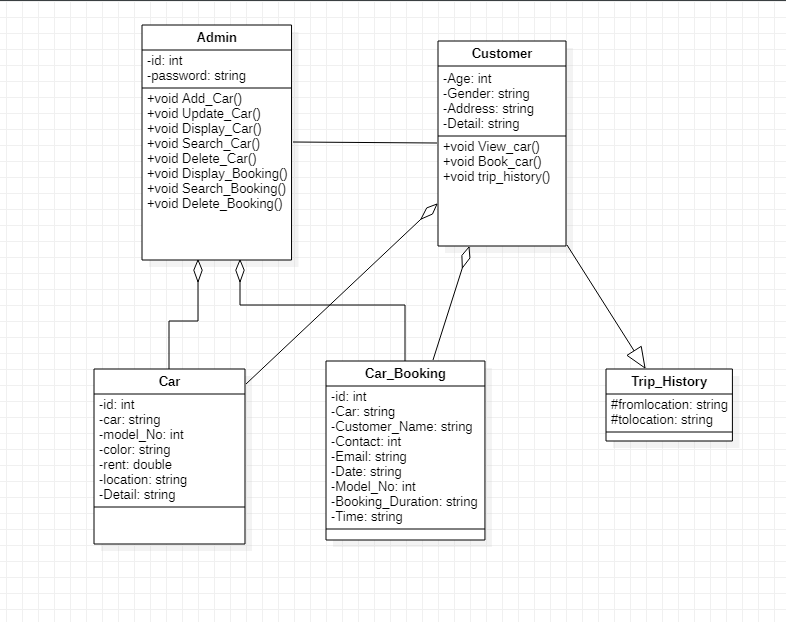 Admin
-id: int
-password: string
+void Add_Car()
+void Update_Car()
+void Display_Car()
+void Search_Car()
+void Delete_Car()
+void Display_Booking()
+void Search_Booking()
+void Delete_Booking()
Customer
-Age: int
-Gender: string
-Address: string
-Detail: string
+void View_car()
+void Book_car()
+void trip_history()
Car
-id: int
-car: string
-model_No: int
-color: string
-rent: double
-location: string
-Detail: string
Car_Booking
-id: int
-Car: string
-Customer_Name: string
-Contact: int
-Email: string
-Date: string
-Model_No: int
-Booking_Duration: string
-Time: string
Trip_History
#fromlocation: string
#tolocation: string